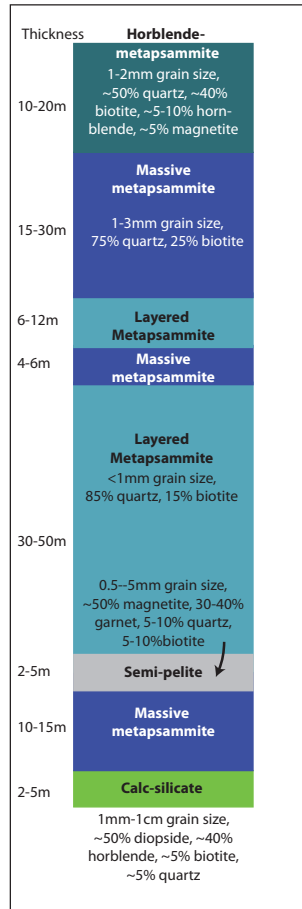 Thickness
Horblende-
metapsammite
1-2mm grain size,
~50% quartz, ~40%
biotite, ~5-10% horn-
blende, ~5% magnetite
10-20m
Massive
metapsammite
1-3mm grain size,
75% quartz, 25% biotite
15-30m
6-12m
Layered
Metapsammite
4-6m
Massive
metapsammite
Layered
Metapsammite
<1mm grain size,
85% quartz, 15% biotite
30-50m
0.5--5mm grain size,
~50% magnetite, 30-40%
garnet, 5-10% quartz,
5-10%biotite
2-5m
Semi-pelite
10-15m
Massive
metapsammite
2-5m
Calc-silicate
1mm-1cm grain size,
~50% diopside, ~40%
horblende, ~5% biotite,
~5% quartz